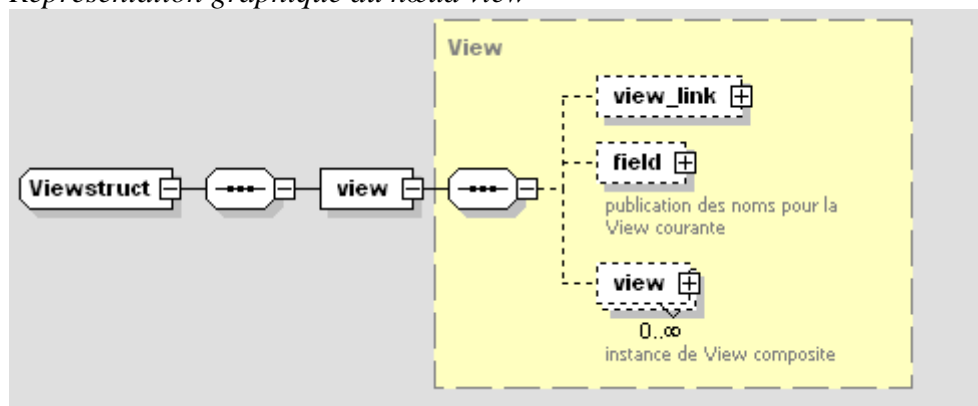 Représentation graphique du nœud view
View
view_link
field
publication des noms pour la
View courante
Viewstruct
view
view
0..∞
instance de View composite